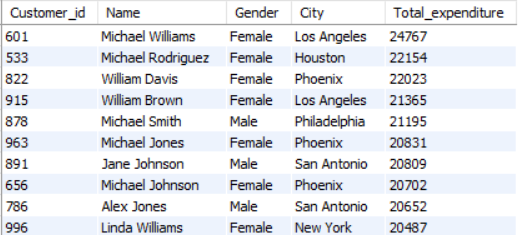 Customer_id Name Gender City Total_expenditure
601 Michael Williams Female Los Angeles 24767
533 Michael Rodriguez Female Houston 22154
822 William Davis Female Phoenix 22023
915 William Brown Female Los Angeles 21365
878 Michael Smith Male Philadelphia 21195
963 Michael Jones Female Phoenix 20831
891 Jane Johnson Male San Antonio 20809
656 Michael Johnson Female Phoenix 20702
786 Alex Jones Male San Antonio 20652
996 Linda Williams Female New York 20487